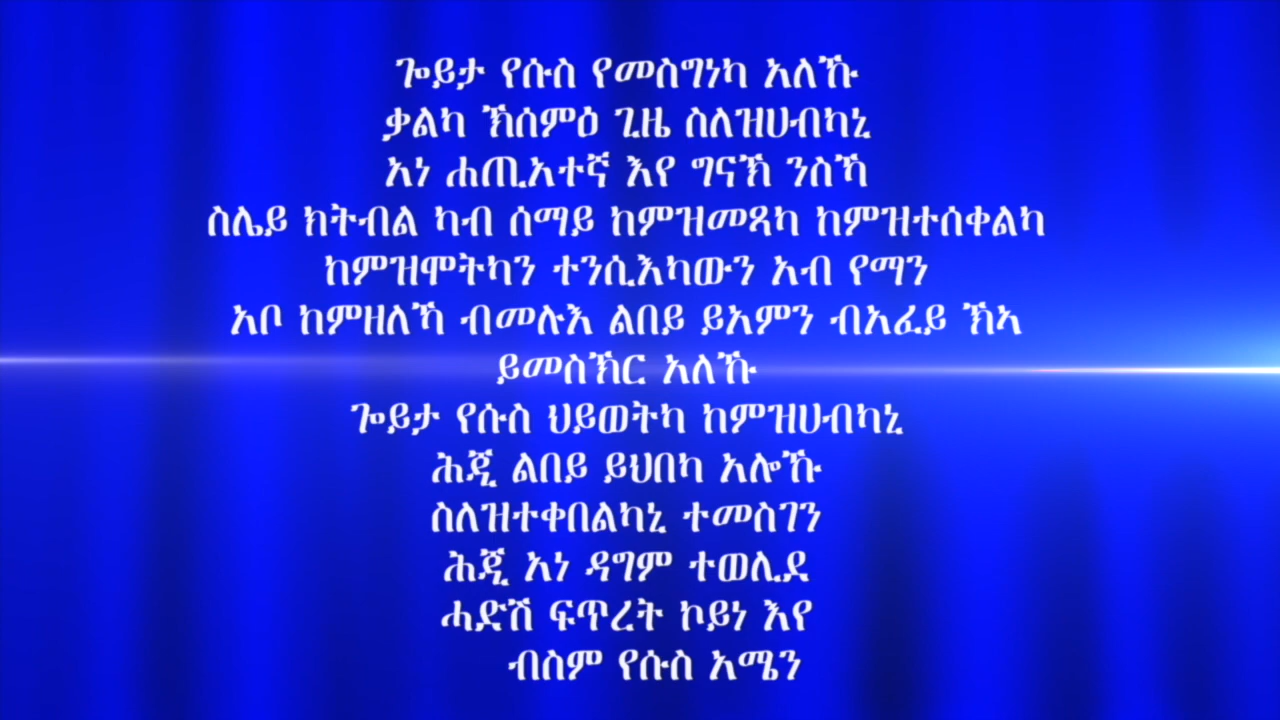 ጐይታ የሱስ የመስግነካ አለኹ
ቃልካ ኽሰምዕ ጊዜ ስለዝሀብካኒ
አነ ሐጢአተኛ እየ ግናኽ ንስኻ
ስሌይ ክትብል ካብ ሰማይ ከምዝመጻካ ከምዝተሰቀልካ
ከምዝሞትካን ተንሲእካውን አብ የማን
አቦ ከምዘለኻ ብመሉእ ልበይ ይአምን ብአፈይ ኽኣ
ይመስኽር አለኹ
ጐይታ የሱስ ህይወትካ ከምዝሀብካኒ
ሕጂ ልበይ ይህበካ አሎኹ
ስለዝተቀበልካኒ ተመስገን
ሕጂ አነ ዳግም ተወሊደ
ሓድሽ ፍጥረት ኮይነ እየ
ብስም የሱስ አሜን